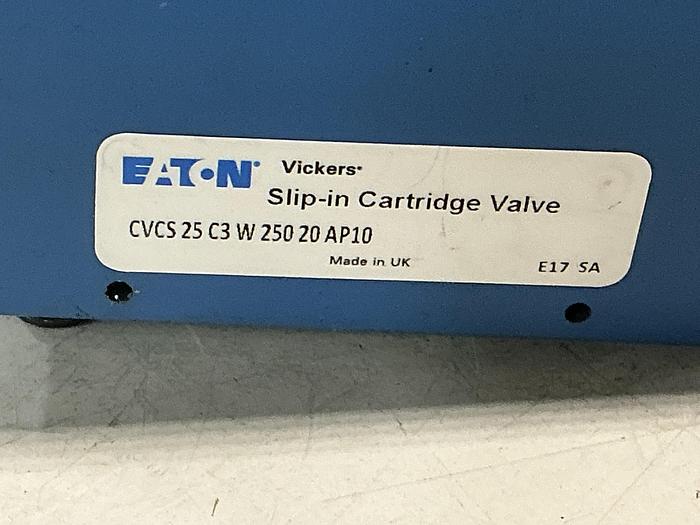 EATON Vickers
Slip-in Cartridge Valve
CVCS 25 C3 W 250 20 AP10
Made in UK
E17 SA